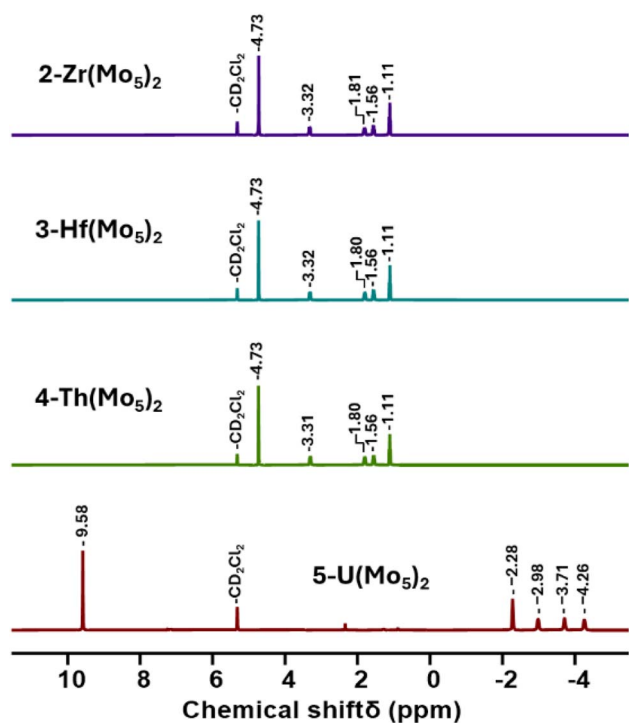 2-Zr(Mo₅)₂
-CD₂Cl₂
-4.73
-3.32
-1.81
-1.56
-1.11
3-Hf(Mo₅)₂
-CD₂Cl₂
-4.73
-3.32
-1.80
-1.56
-1.11
4-Th(Mo₅)₂
-CD₂Cl₂
-4.73
-3.31
-1.80
-1.56
-1.11
-9.58
-CD₂Cl₂
5-U(Mo₅)₂
--2.28
--2.98
--3.71
--4.26
10 8 6 4 2 0 -2 -4
Chemical shiftδ (ppm)